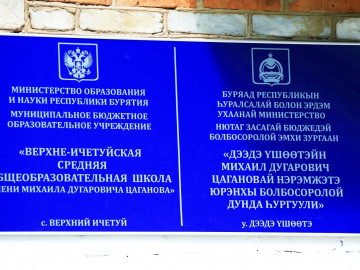 МИНИСТЕРСТВО ОБРАЗОВАНИЯ
И НАУКИ РЕСПУБЛИКИ БУРЯТИЯ
МУНИЦИПАЛЬНОЕ БЮДЖЕТНОЕ
ОБРАЗОВАТЕЛЬНОЕ УЧРЕЖДЕНИЕ
«ВЕРХНЕ-ИЧЕТУЙСКАЯ
СРЕДНЯЯ
БЩЕОБРАЗОВАТЕЛЬНАЯ ШКОЛА
ЕНИ МИХАИЛА ДУГАРОВИЧА ЦАГАНОВА».
с. ВЕРХНИЙ ИЧЕТУЙ
БУРЯАД РЕСПУБЛИКЫН
ҺУРАЛСАЛАЙ БОЛОН ЭРДЭМ
УХААНАЙ МИНИСТЕРСТВО
НЮТАГ ЗАСАГАЙ БЮДЖЕДЭЙ
БОЛБОСОРОЛОЙ ЭМХИ ЗУРГААН
«ДЭЭДЭ ҮШӨӨТЭЙН
МИХАИЛ ДУГАРОВИЧ
ЦАГАНОВАЙ НЭРЭМЖЭТЭ
ЮРЭНХЫ БОЛБОСОРОЛОЙ
ДУНДА ҺУРГУУЛИ»
у. ДЭЭДЭ ҮШӨӨТЭ